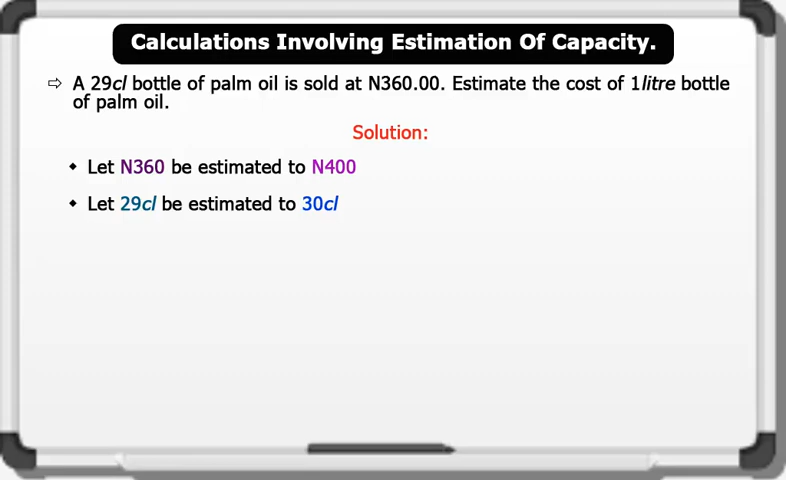 Calculations Involving Estimation Of Capacity.
⇨ A 29cl bottle of palm oil is sold at N360.00. Estimate the cost of 1litre bottle
of palm oil.
Solution:
◆ Let N360 be estimated to N400
◆ Let 29cl be estimated to 30cl